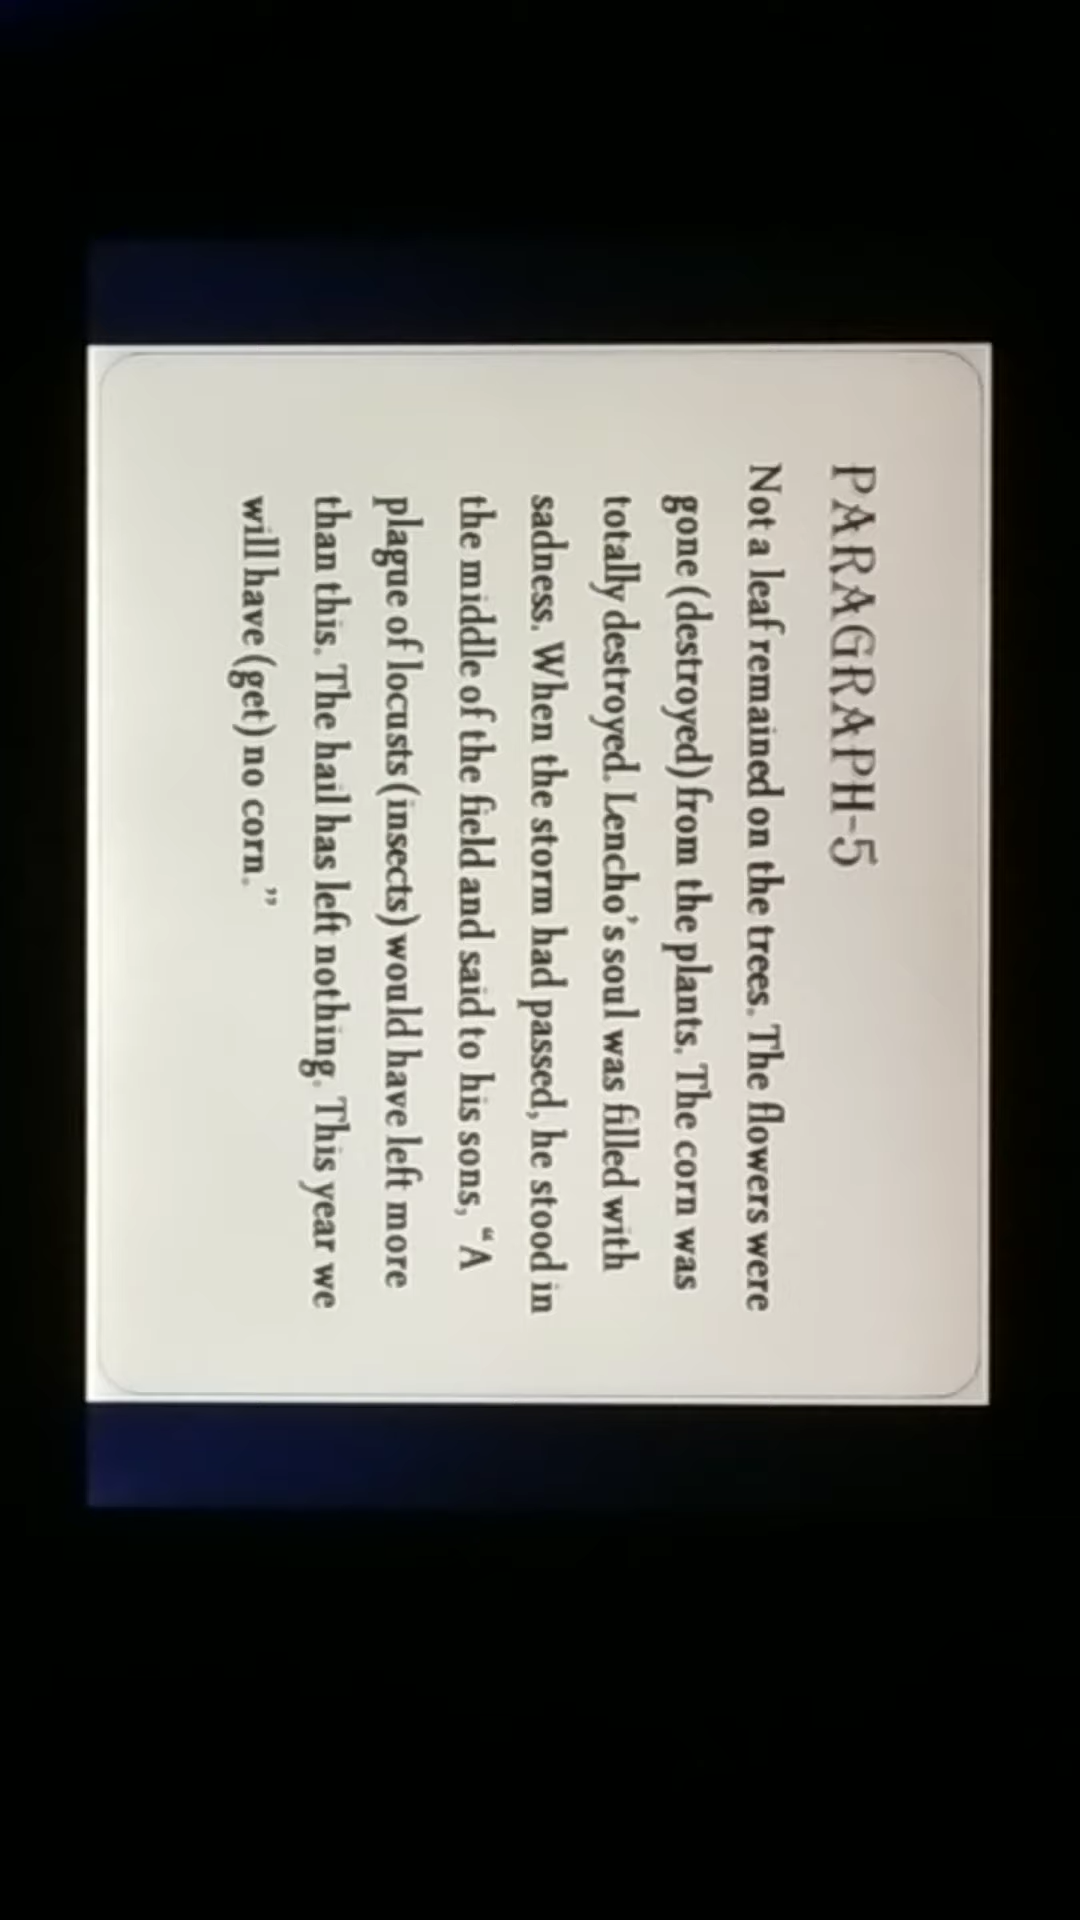 PARAGRAPH-5
Not a leaf remained on the trees. The flowers were
gone (destroyed) from the plants. The corn was
totally destroyed. Lencho's soul was filled with
sadness. When the storm had passed, he stood in
the middle of the field and said to his sons, “A
plague of locusts (insects) would have left more
than this. The hail has left nothing. This year we
will have (get) no corn.”